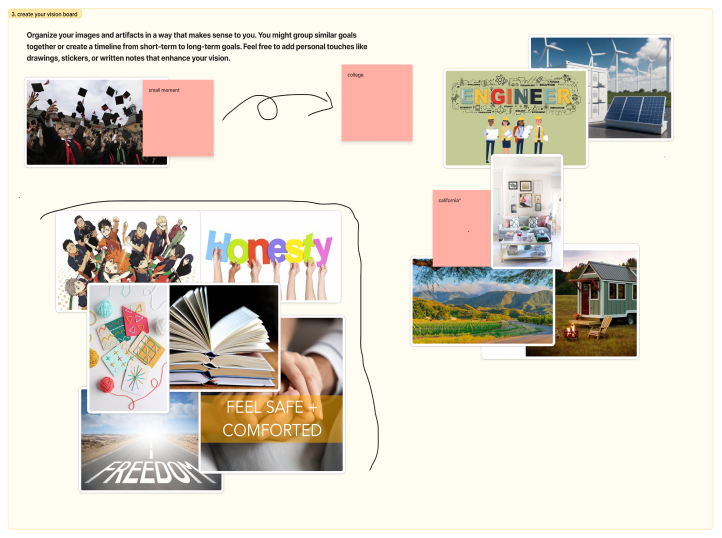 3. create your vision board
Organize your images and artifacts in a way that makes sense to you. You might group similar goals
together or create a timeline from short-term to long-term goals. Feel free to add personal touches like
drawings, stickers, or written notes that enhance your vision.
small moment
college
ENGINEER
california*
Honesty
FEEL SAFE +
COMFORTED
FREEDOM